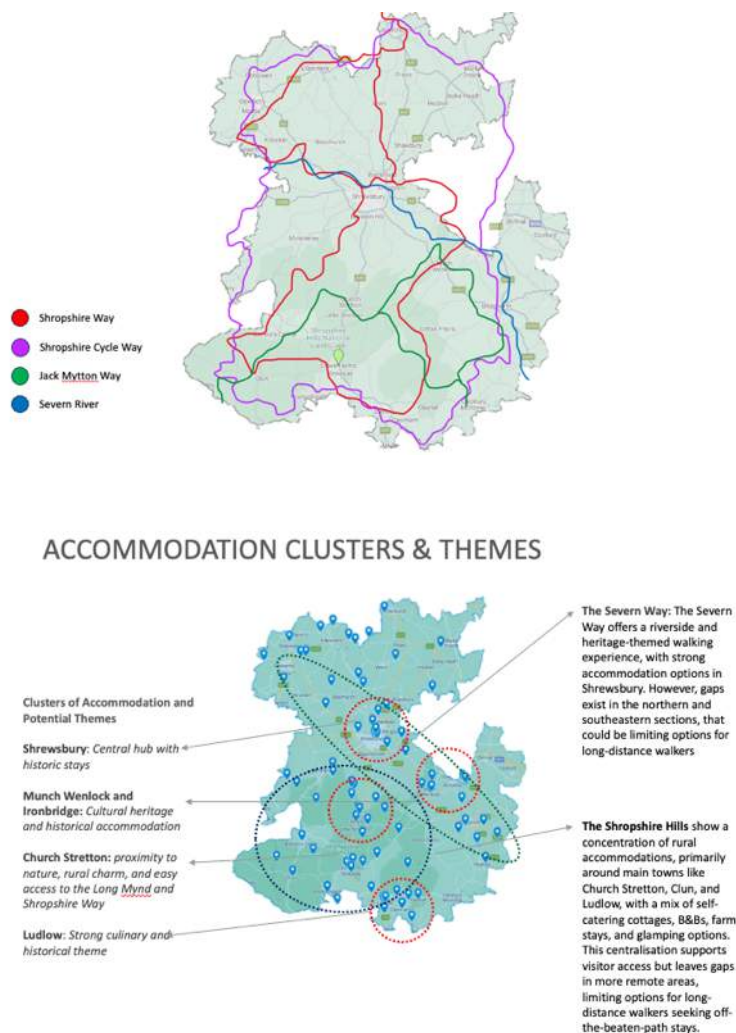 Shropshire Way
Shropshire Cycle Way
Jack Mytton Way
Severn River
Shrewsbury
ACCOMMODATION CLUSTERS & THEMES
Clusters of Accommodation and
Potential Themes
Shrewsbury: Central hub with
historic stays
Munch Wenlock and
Ironbridge: Cultural heritage
and historical accommodation
Church Stretton: proximity to
nature, rural charm, and easy
access to the Long Mynd and
Shropshire Way
Ludlow: Strong culinary and
historical theme
The Severn Way: The Severn
Way offers a riverside and
heritage-themed walking
experience, with strong
accommodation options in
Shrewsbury. However, gaps
exist in the northern and
southeastern sections, that
could be limiting options for
long-distance walkers
The Shropshire Hills show a
concentration of rural
accommodations, primarily
around main towns like
Church Stretton, Clun, and
Ludlow, with a mix of self-
catering cottages, B&Bs, farm
stays, and glamping options.
This centralisation supports
visitor access but leaves gaps
in more remote areas,
limiting options for long-
distance walkers seeking off-
the-beaten-path stays.